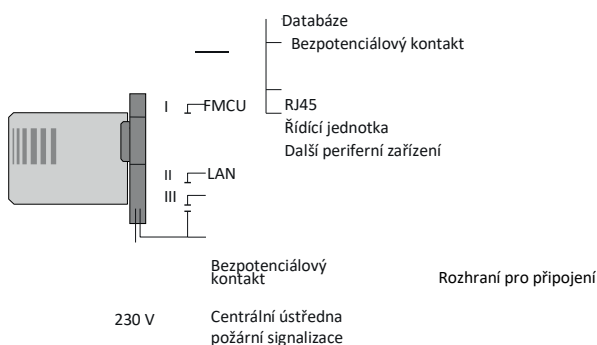 Databáze
Bezpotenciálový kontakt
I FMCU
RJ45
Řídící jednotka
Další periferní zařízení
II LAN
III
Bezpotenciálový
kontakt
Rozhraní pro připojení
230 V
Centrální ústředna
požární signalizace